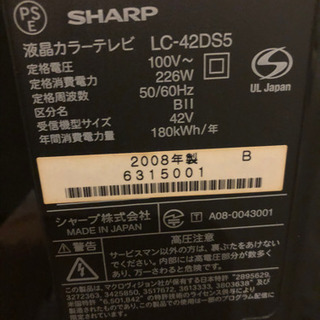 PS
E
SHARP
液晶カラーテレビ LC-42DS5
定格電圧 100V～
定格消費電力 226W
定格周波数 50/60Hz
区分名 BII
受信機型サイズ 42V
年間消費電力量 180kWh/年
UL Japan
2008年製 B
6315001
シャープ株式会社
MADE IN JAPAN
A08-0043001
高圧注意
サービスマン以外の方は、裏ぶたをあけないでください。
内部には高電圧部分が数多くあり、万一さわると危険です。